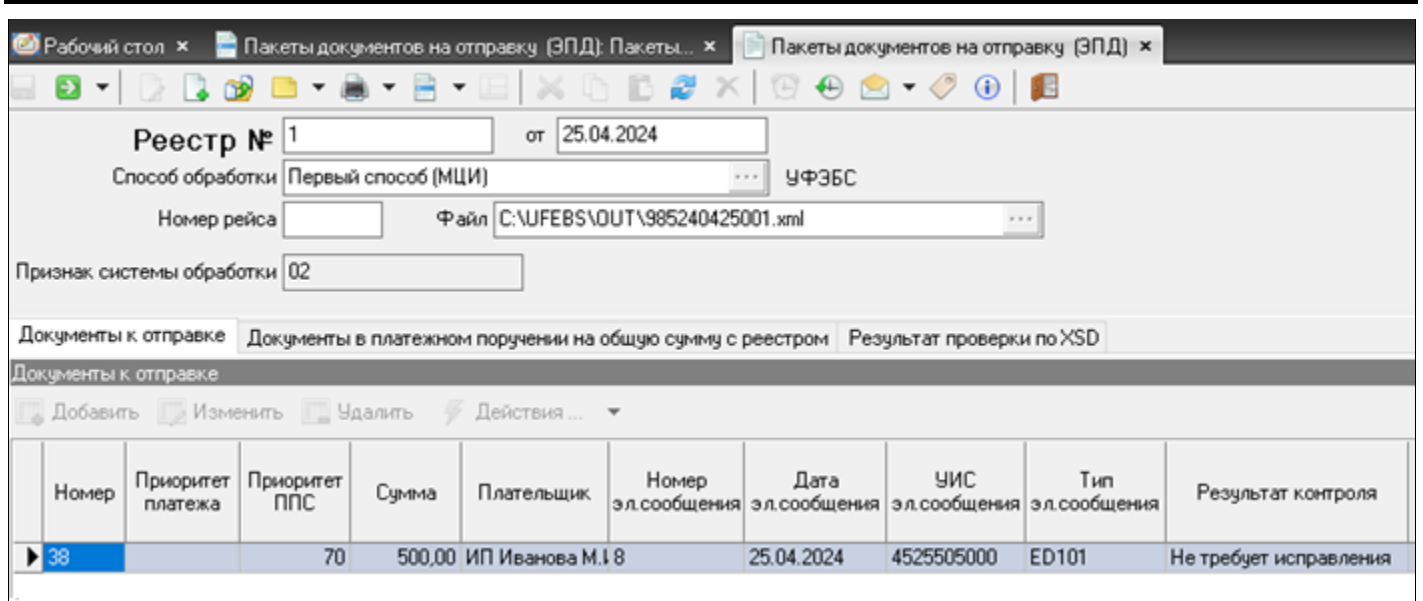 Рабочий стол × Пакеты документов на отправку (ЭПД): Пакеты... × Пакеты документов на отправку (ЭПД) ×
Реестр № 1 от 25.04.2024
Способ обработки Первый способ (МЦИ) ... УФЭБС
Номер рейса Файл C:\UFEBS\OUT\985240425001.xml ...
Признак системы обработки 02
Документы к отправке Документы в платежном поручении на общую сумму с реестром Результат проверки по XSD
Документы к отправке
Добавить Изменить Удалить Действия ...
Номер Приоритет платежа Приоритет ППС Сумма Плательщик Номер эл.сообщения Дата эл.сообщения УИС эл.сообщения Тип эл.сообщения Результат контроля
38 70 500,00 ИП Иванова М.И 8 25.04.2024 4525505000 ED101 Не требует исправления